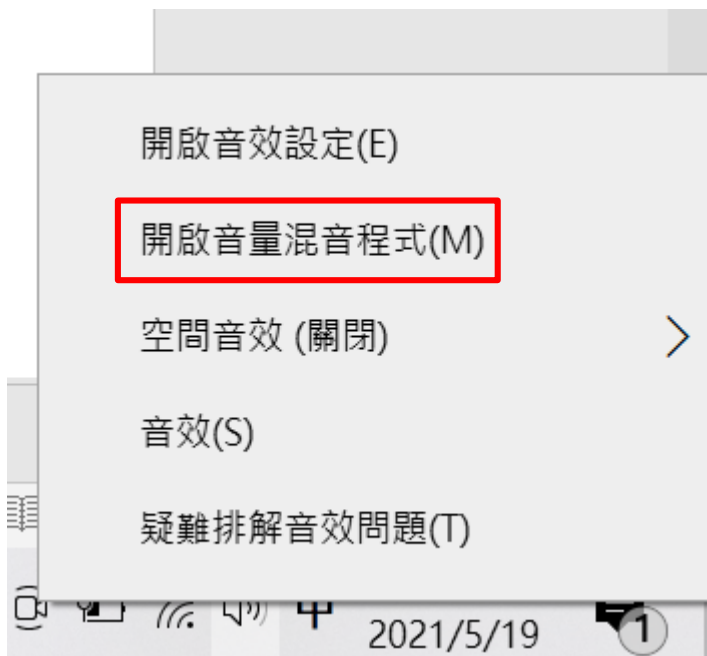 開啟音效設定(E)
開啟音量混音程式(M)
空間音效 (關閉)
音效(S)
疑難排解音效問題(T)
中
2021/5/19
1